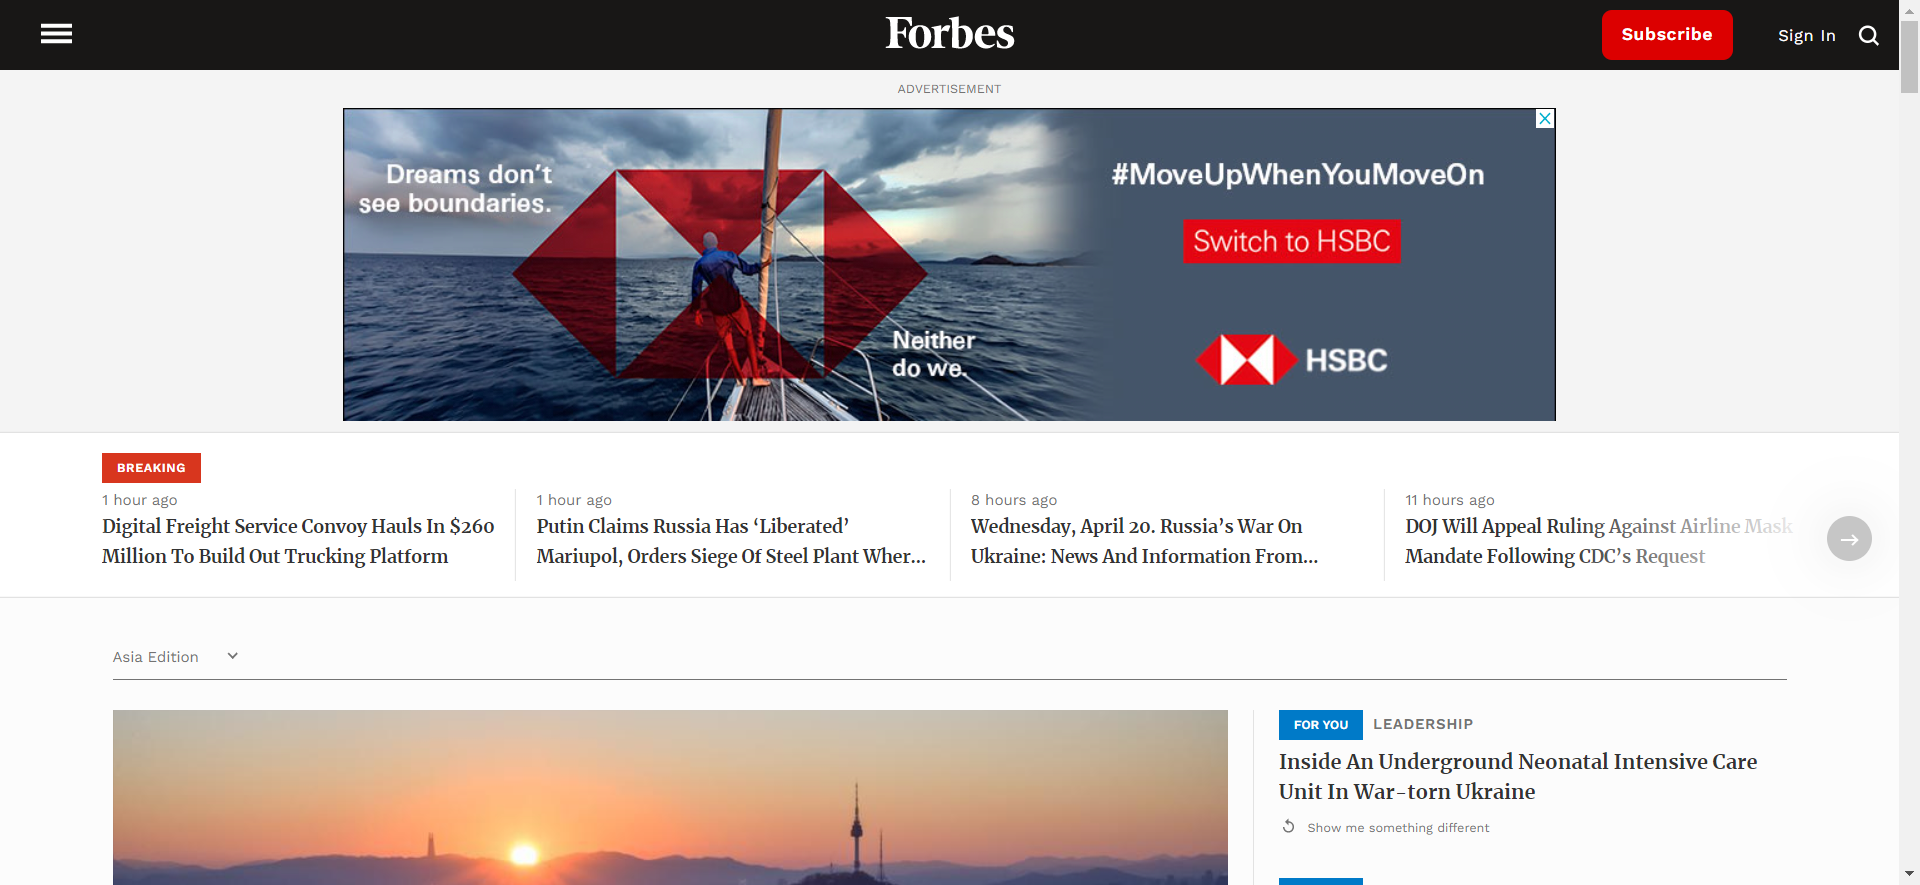 Forbes
Subscribe
Sign In
ADVERTISEMENT
Dreams don't
see boundaries.
Neither
do we.
#MoveUpWhenYouMoveOn
Switch to HSBC
HSBC
BREAKING
1 hour ago
Digital Freight Service Convoy Hauls In $260
Million To Build Out Trucking Platform
1 hour ago
Putin Claims Russia Has ‘Liberated’
Mariupol, Orders Siege Of Steel Plant Wher...
8 hours ago
Wednesday, April 20. Russia’s War On
Ukraine: News And Information From...
11 hours ago
DOJ Will Appeal Ruling Against Airline Mask
Mandate Following CDC’s Request
Asia Edition
FOR YOU LEADERSHIP
Inside An Underground Neonatal Intensive Care
Unit In War-torn Ukraine
Show me something different